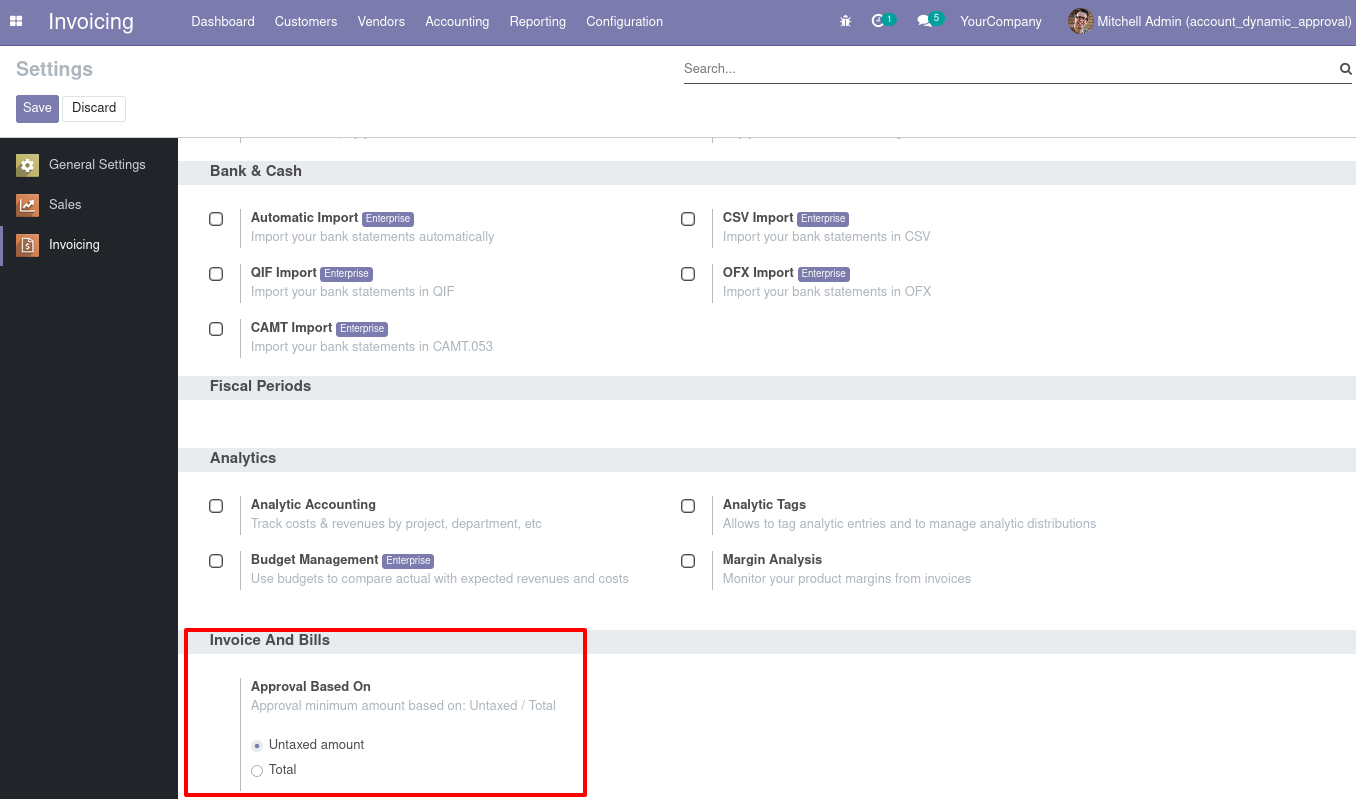 Invoicing Dashboard Customers Vendors Accounting Reporting Configuration 1 5 YourCompany Mitchell Admin (account_dynamic_approval)
Settings
Search...
Save Discard
General Settings
Sales
Invoicing
Bank & Cash
Automatic Import Enterprise
Import your bank statements automatically
CSV Import Enterprise
Import your bank statements in CSV
QIF Import Enterprise
Import your bank statements in QIF
OFX Import Enterprise
Import your bank statements in OFX
CAMT Import Enterprise
Import your bank statements in CAMT.053
Fiscal Periods
Analytics
Analytic Accounting
Track costs & revenues by project, department, etc
Analytic Tags
Allows to tag analytic entries and to manage analytic distributions
Budget Management Enterprise
Use budgets to compare actual with expected revenues and costs
Margin Analysis
Monitor your product margins from invoices
Invoice And Bills
Approval Based On
Approval minimum amount based on: Untaxed / Total
Untaxed amount
Total